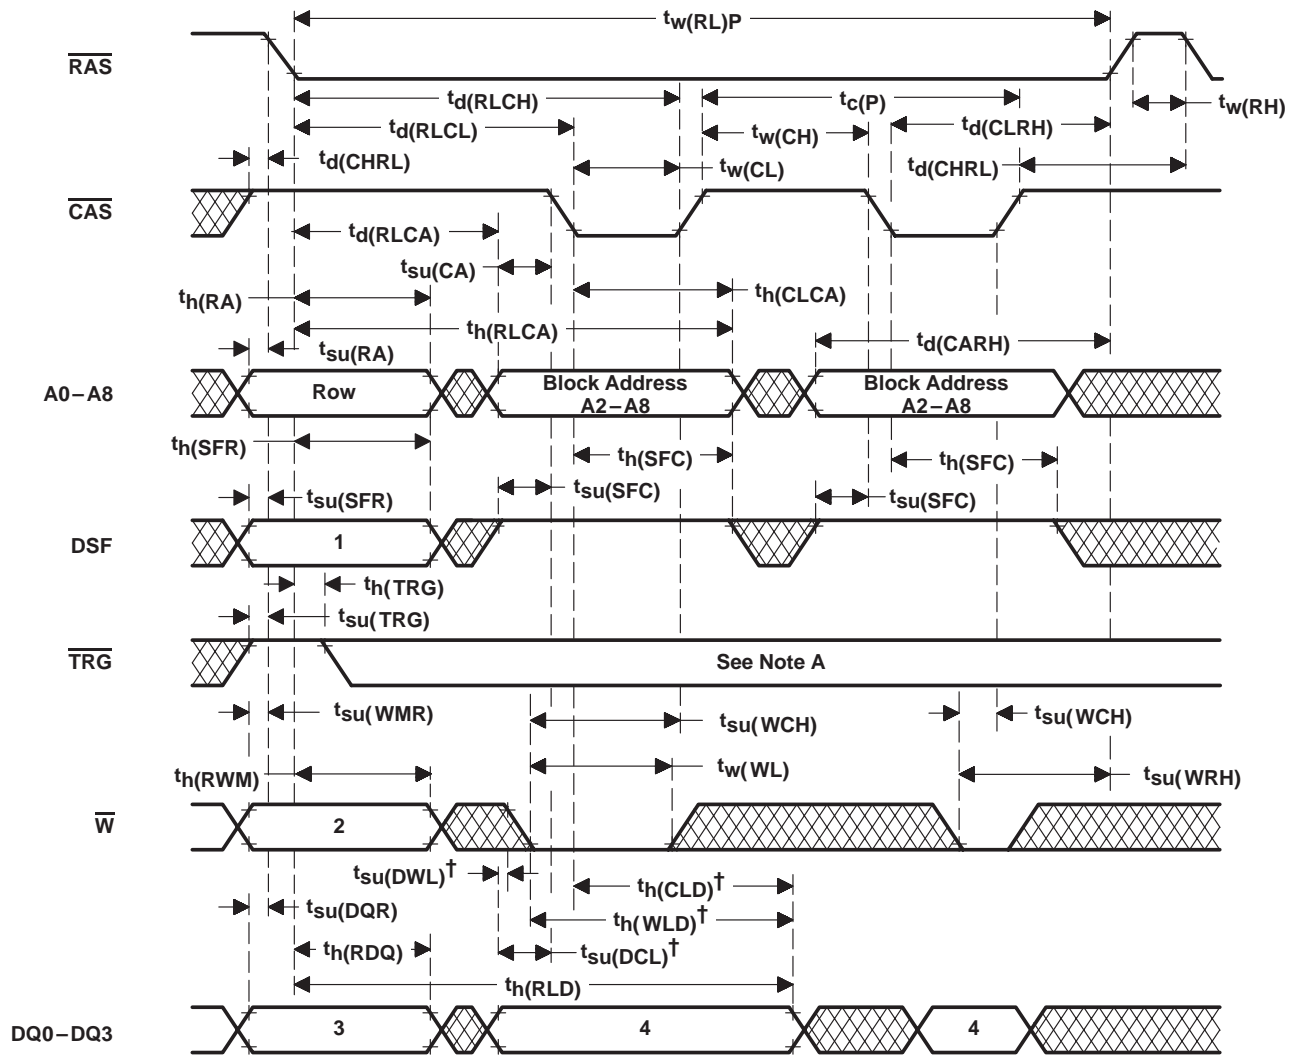 tw(RL)P
RAS
td(RLCH)
tc(P)
tw(RH)
td(RLCL)
tw(CH)
td(CLRH)
td(CHRL)
tw(CL)
td(CHRL)
CAS
td(RLCA)
tsu(CA)
th(RA)
th(CLCA)
th(RLCA)
tsu(RA)
td(CARH)
A0–A8
Row
Block Address
A2–A8
Block Address
A2–A8
th(SFR)
th(SFC)
th(SFC)
tsu(SFR)
tsu(SFC)
tsu(SFC)
DSF
1
th(TRG)
tsu(TRG)
TRG
See Note A
tsu(WMR)
tsu(WCH)
tsu(WCH)
th(RWM)
tw(WL)
tsu(WRH)
W
2
tsu(DWL)†
th(CLD)†
tsu(DQR)
th(WLD)†
th(RDQ)
tsu(DCL)†
th(RLD)
DQ0–DQ3
3
4
4